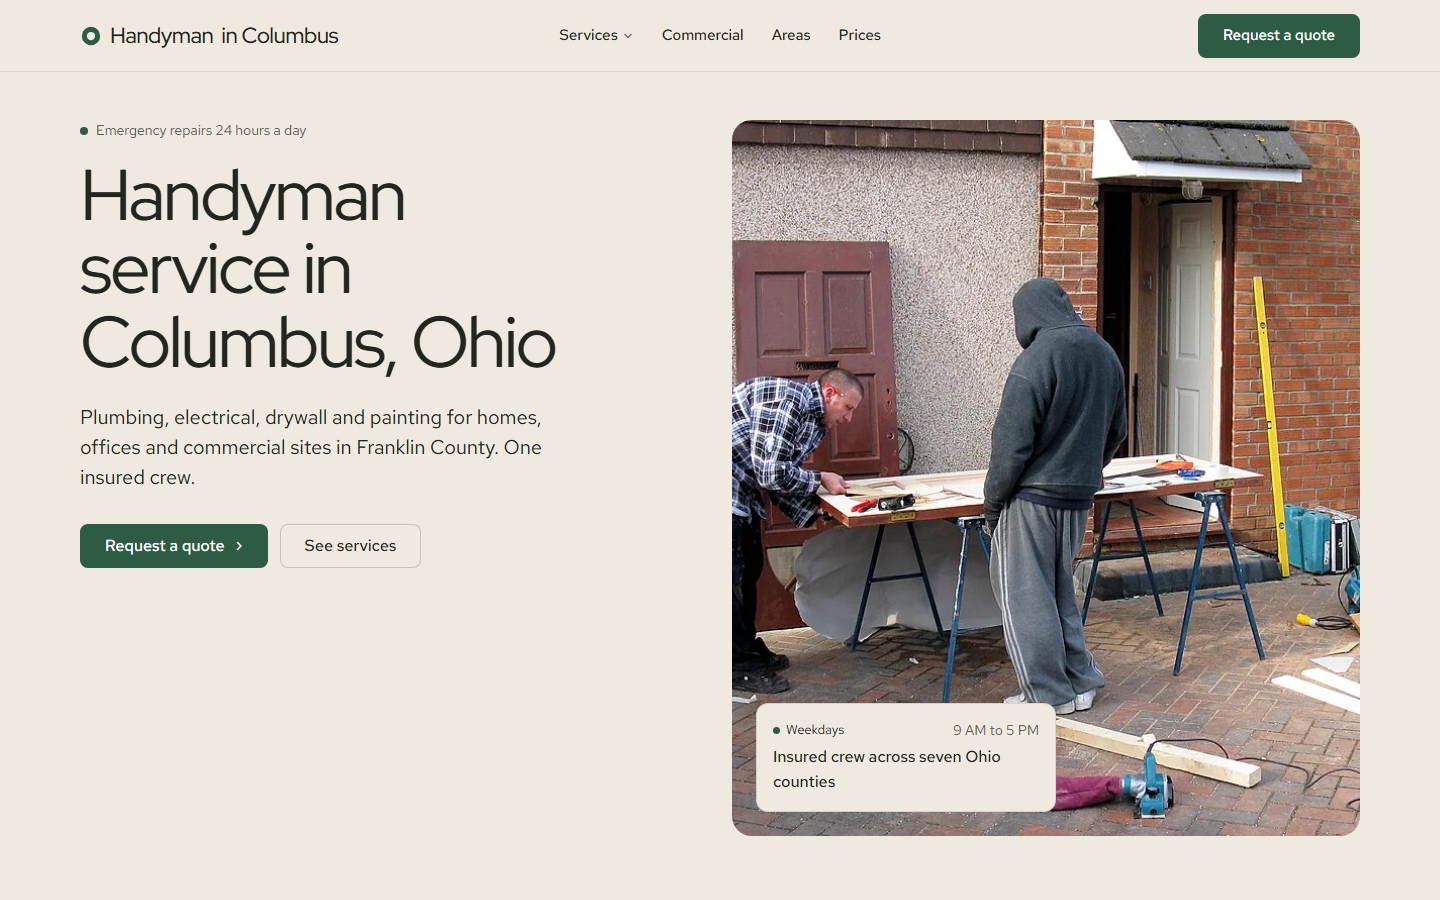 Handyman in Columbus
Services
Commercial
Areas
Prices
Request a quote
Emergency repairs 24 hours a day
Handyman
service in
Columbus, Ohio
Plumbing, electrical, drywall and painting for homes,
offices and commercial sites in Franklin County. One
insured crew.
Request a quote
See services
Weekdays
9 AM to 5 PM
Insured crew across seven Ohio
counties